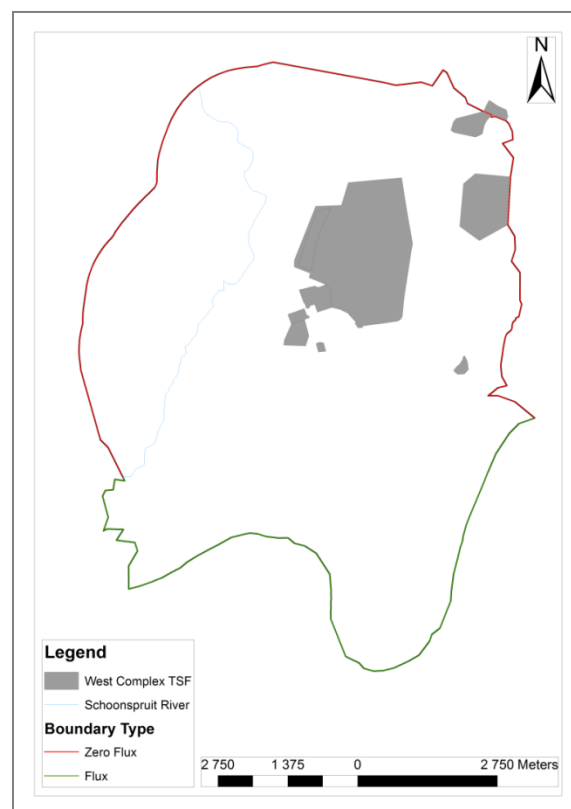 N
Legend
West Complex TSF
Schoonspruit River
Boundary Type
Zero Flux
Flux
2 750 1 375 0 2 750 Meters